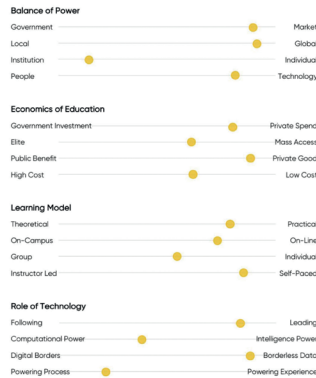 Balance of Power
Government Market
Local Global
Institution Individual
People Technology
Economics of Education
Government Investment Private Spend
Elite Mass Access
Public Benefit Private Good
High Cost Low Cost
Learning Model
Theoretical Practical
On-Campus On-Line
Group Individual
Instructor Led Self-Paced
Role of Technology
Following Leading
Computational Power Intelligence Power
Digital Borders Borderless Data
Powering Process Powering Experience